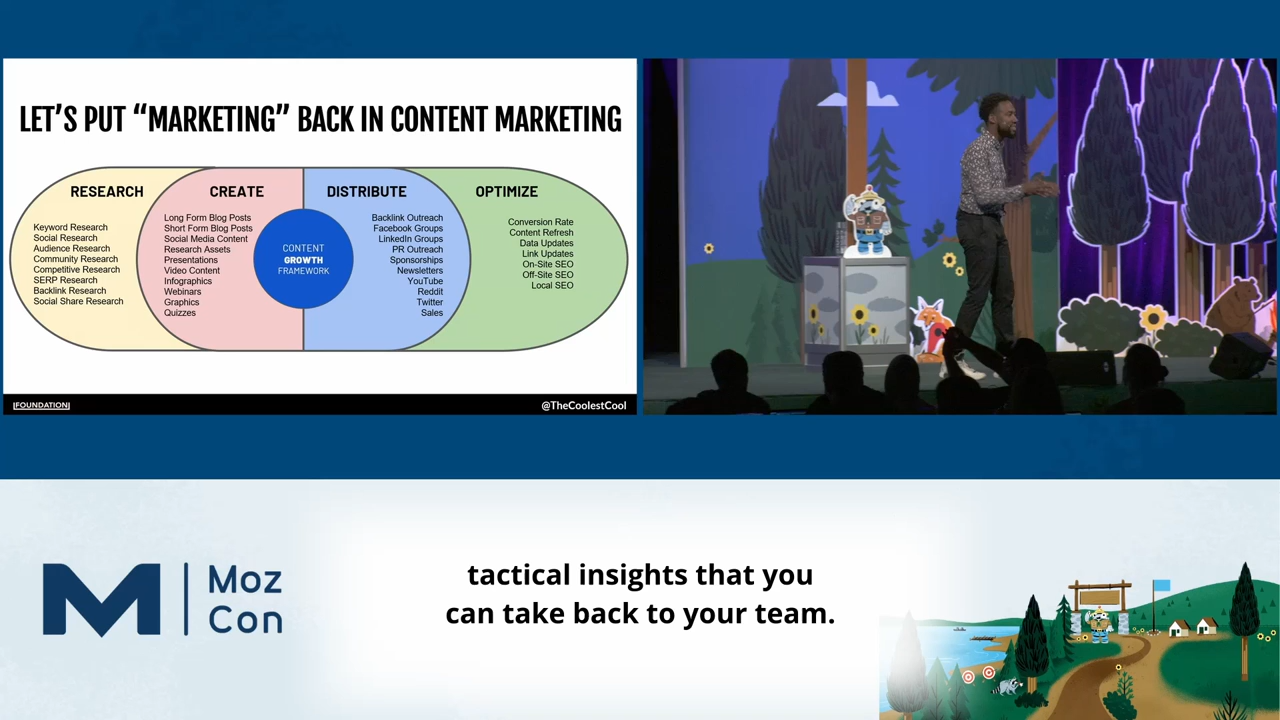 LET'S PUT “MARKETING” BACK IN CONTENT MARKETING
RESEARCH
Keyword Research
Social Research
Audience Research
Community Research
Competitive Research
SERP Research
Backlink Research
Social Share Research
CREATE
Long Form Blog Posts
Short Form Blog Posts
Social Media Content
Research Assets
Presentations
Video Content
Infographics
Webinars
Graphics
Quizzes
CONTENT
GROWTH
FRAMEWORK
DISTRIBUTE
Backlink Outreach
Facebook Groups
LinkedIn Groups
PR Outreach
Sponsorships
Newsletters
YouTube
Reddit
Twitter
Sales
OPTIMIZE
Conversion Rate
Content Refresh
Data Updates
Link Updates
On-Site SEO
Off-Site SEO
Local SEO
[FOUNDATION]
@TheCoolestCool
M
Moz
Con
tactical insights that you
can take back to your team.